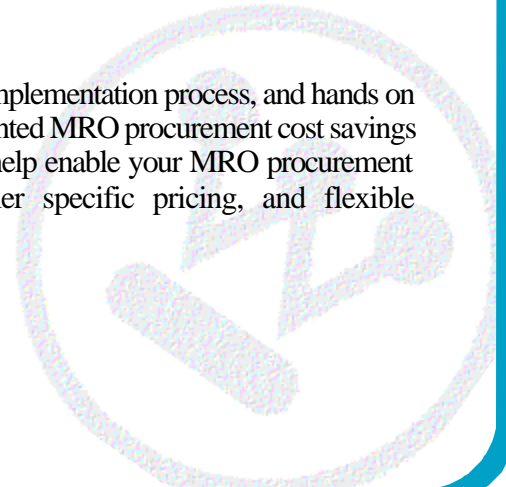 mplementation process, and hands on
nted MRO procurement cost savings
help enable your MRO procurement
er specific pricing, and flexible